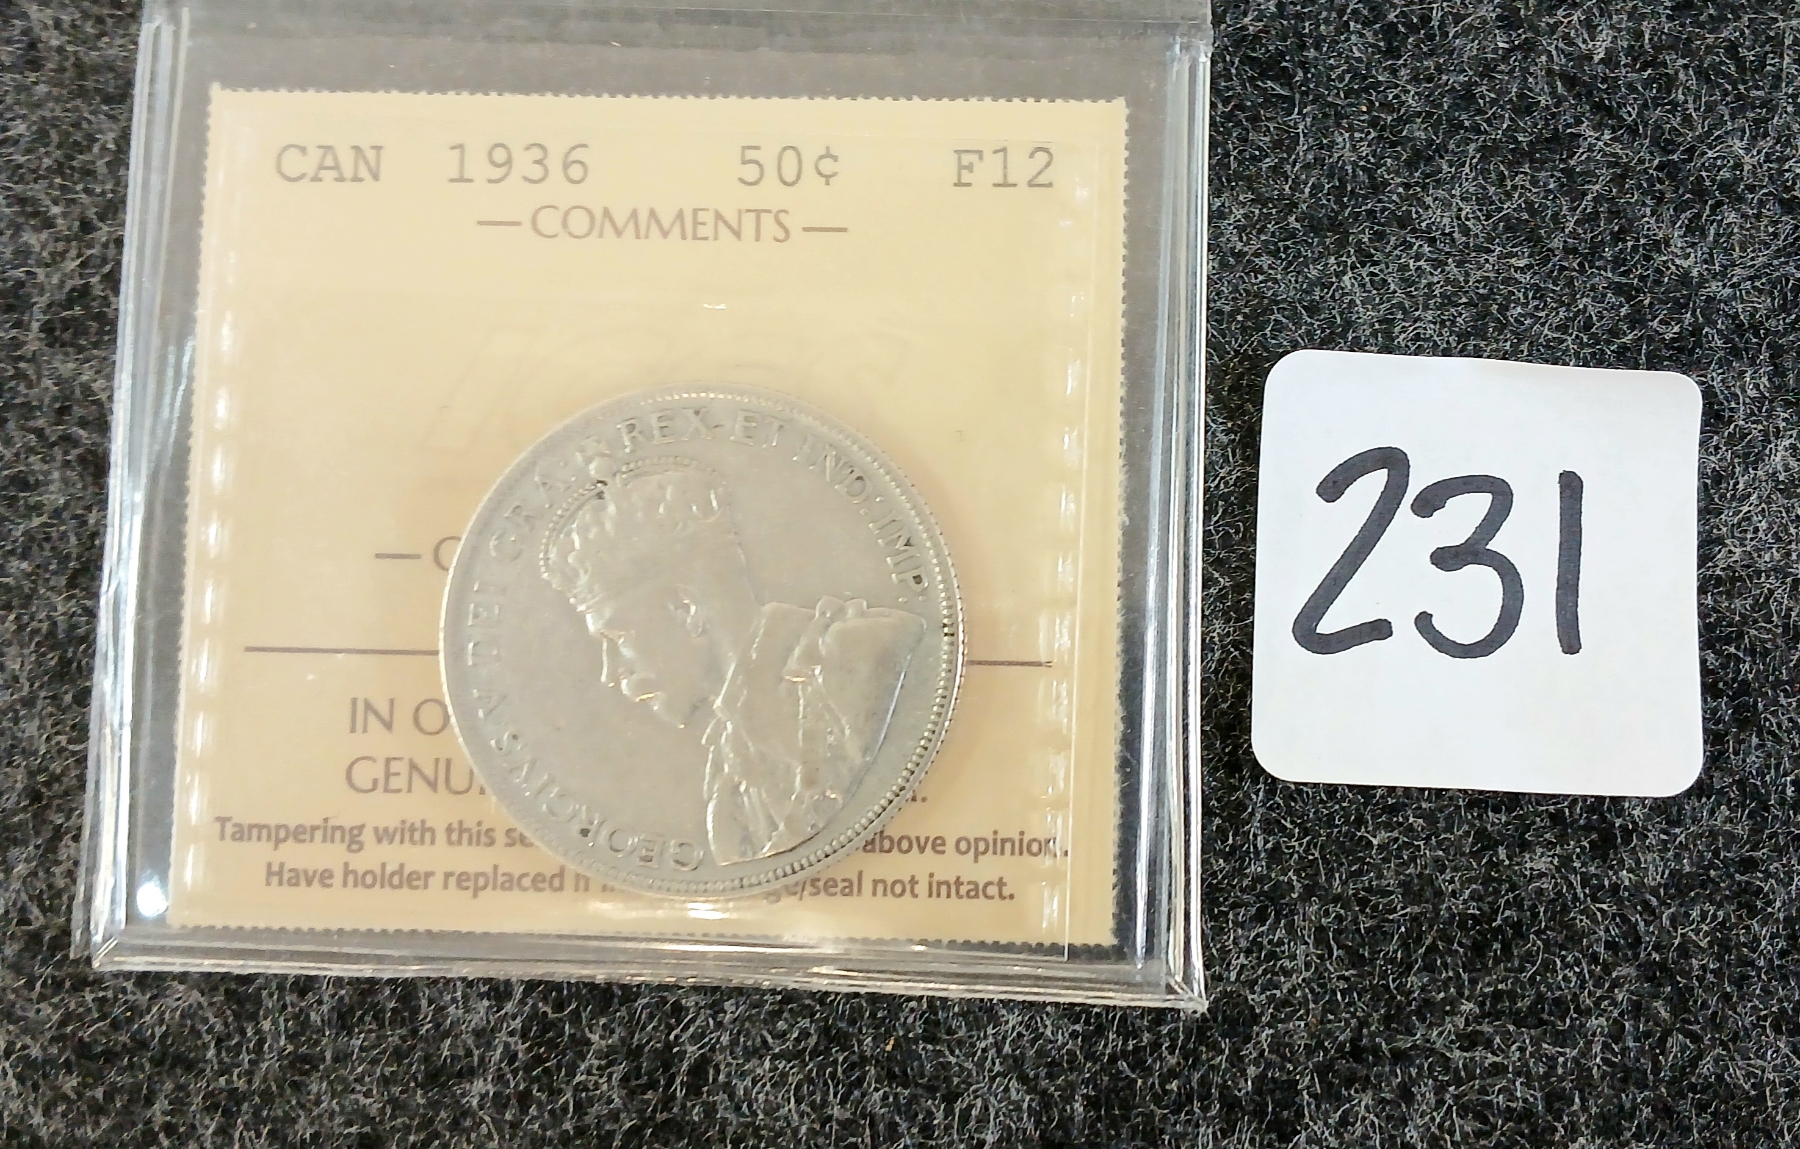 CAN 1936 50¢ F12
— COMMENTS —
GEORGIVS V DEI GRA: REX ET IND: IMP:
— C
IN O
GENU
Tampering with this se above opinion.
Have holder replaced if /seal not intact.
231